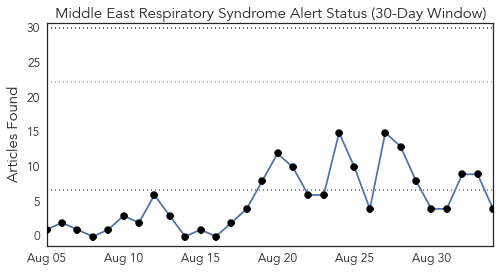 Middle East Respiratory Syndrome Alert Status (30-Day Window)
Articles Found
30
25
20
15
10
5
0
Aug 05
Aug 10
Aug 15
Aug 20
Aug 25
Aug 30